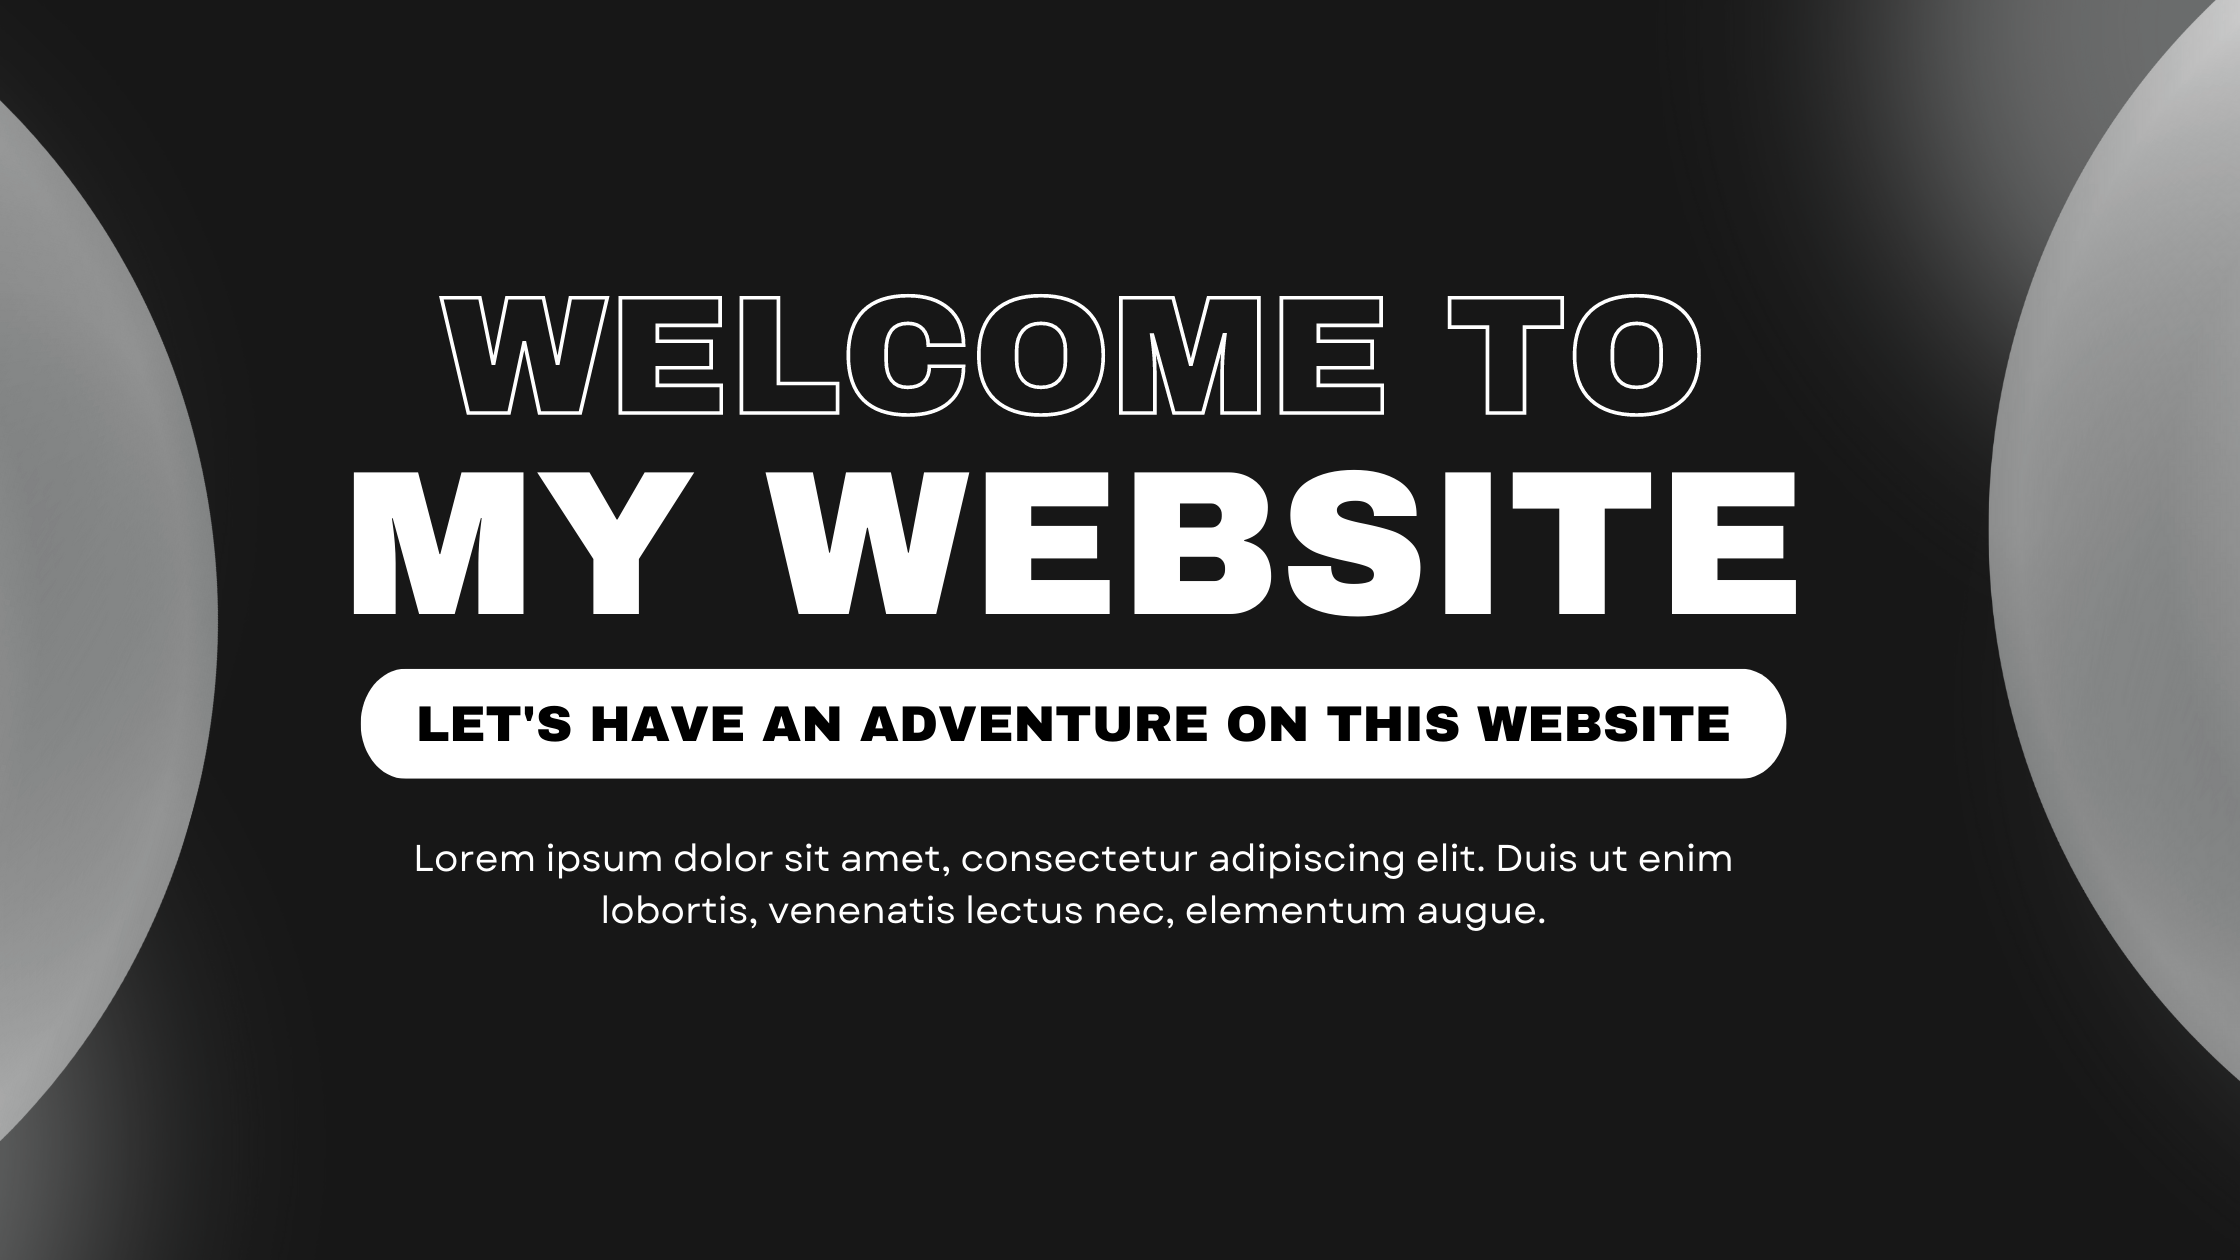 WELCOME TO
MY WEBSITE
LET'S HAVE AN ADVENTURE ON THIS WEBSITE
Lorem ipsum dolor sit amet, consectetur adipiscing elit. Duis ut enim
lobortis, venenatis lectus nec, elementum augue.